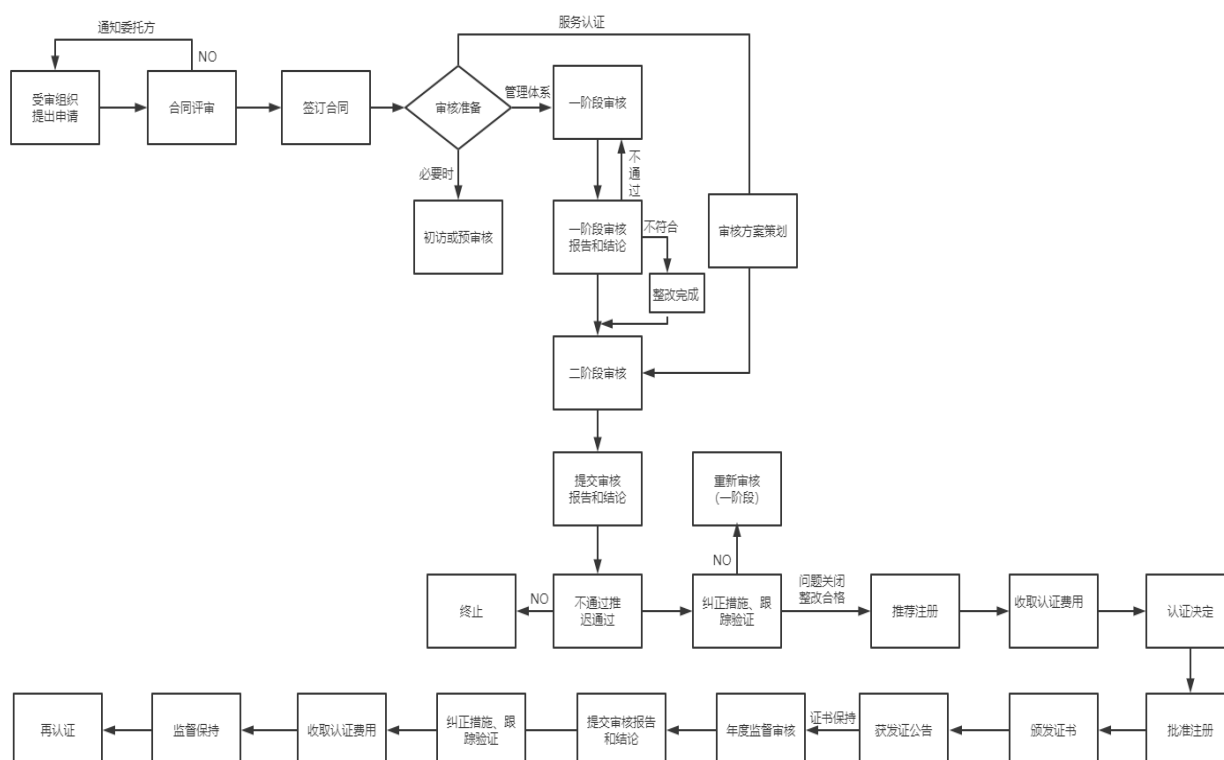 服务认证
通知委托方
NO
受审组织
提出申请
合同评审
签订合同
审核准备
管理体系
一阶段审核
必要时
不
通
过
初访或预审核
一阶段审核
报告和结论
不符合
审核方案策划
整改完成
二阶段审核
提交审核
报告和结论
重新审核
(一阶段)
NO
终止
NO
不通过推
迟通过
纠正措施、跟
踪验证
问题关闭
整改合格
推荐注册
收取认证费用
认证决定
再认证
监督保持
收取认证费用
纠正措施、跟
踪验证
提交审核报告
和结论
年度监督审核
证书保持
获发证公告
颁发证书
批准注册